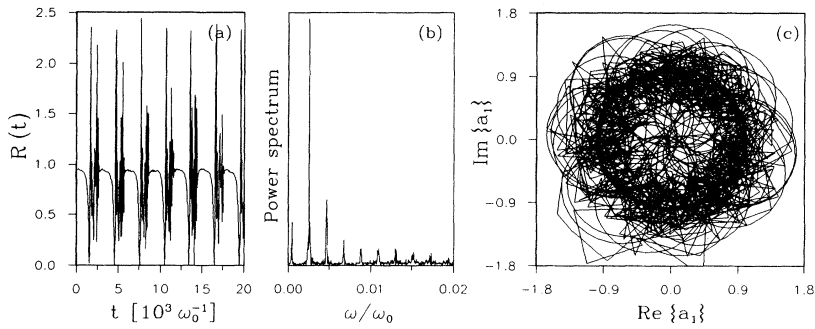 (a)
2.5
2.0
1.5
1.0
0.5
0.0
R (t)
0 5 10 15 20
t [10³ ω₀⁻¹]
(b)
Power spectrum
0.00 0.01 0.02
ω/ω₀
(c)
1.8
0.9
0.0
−0.9
−1.8
Im {a₁}
−1.8 −0.9 0.0 0.9 1.8
Re {a₁}